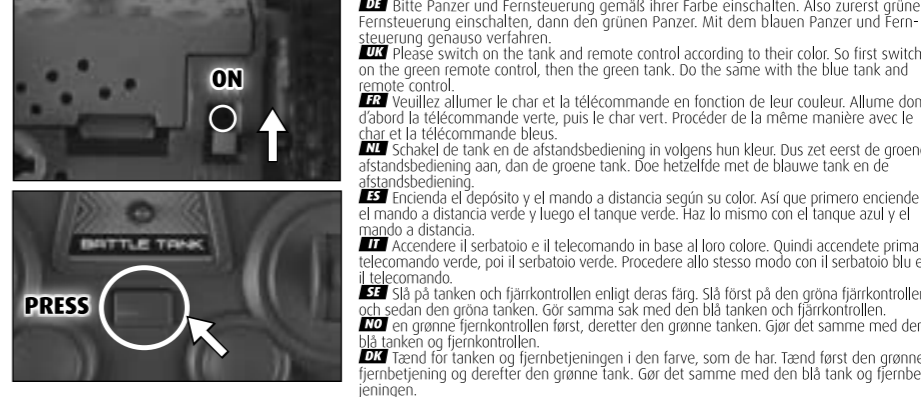 ON
BATTLE TANK
PRESS
DE Bitte Panzer und Fernsteuerung gemäß ihrer Farbe einschalten. Also zuerst grüne
Fernsteuerung einschalten, dann den grünen Panzer. Mit dem blauen Panzer und Fern-
steuerung genauso verfahren.
UK Please switch on the tank and remote control according to their color. So first switch
on the green remote control, then the green tank. Do the same with the blue tank and
remote control.
FR Veuillez allumer le char et la télécommande en fonction de leur couleur. Allume don
d'abord la télécommande verte, puis le char vert. Procéder de la même manière avec le
char et la télécommande bleus.
NL Schakel de tank en de afstandsbediening in volgens hun kleur. Dus zet eerst de groene
afstandsbediening aan, dan de groene tank. Doe hetzelfde met de blauwe tank en de
afstandsbediening.
ES Encienda el depósito y el mando a distancia según su color. Así que primero enciende
el mando a distancia verde y luego el tanque verde. Haz lo mismo con el tanque azul y el
mando a distancia.
IT Accendere il serbatoio e il telecomando in base al loro colore. Quindi accendete prima
telecomando verde, poi il serbatoio verde. Procedere allo stesso modo con il serbatoio blu e
il telecomando.
SE Slå på tanken och fjärrkontrollen enligt deras färg. Slå först på den gröna fjärrkontrollen
och sedan den gröna tanken. Gör samma sak med den blå tanken och fjärrkontrollen.
NO en grønne fjernkontrollen først, deretter den grønne tanken. Gjør det samme med den
blå tanken og fjernkontrollen.
DK Tænd for tanken og fjernbetjeningen i den farve, som de har. Tænd først den grønne
fjernbetjening og derefter den grønne tank. Gør det samme med den blå tank og fjernbe
jeningen.